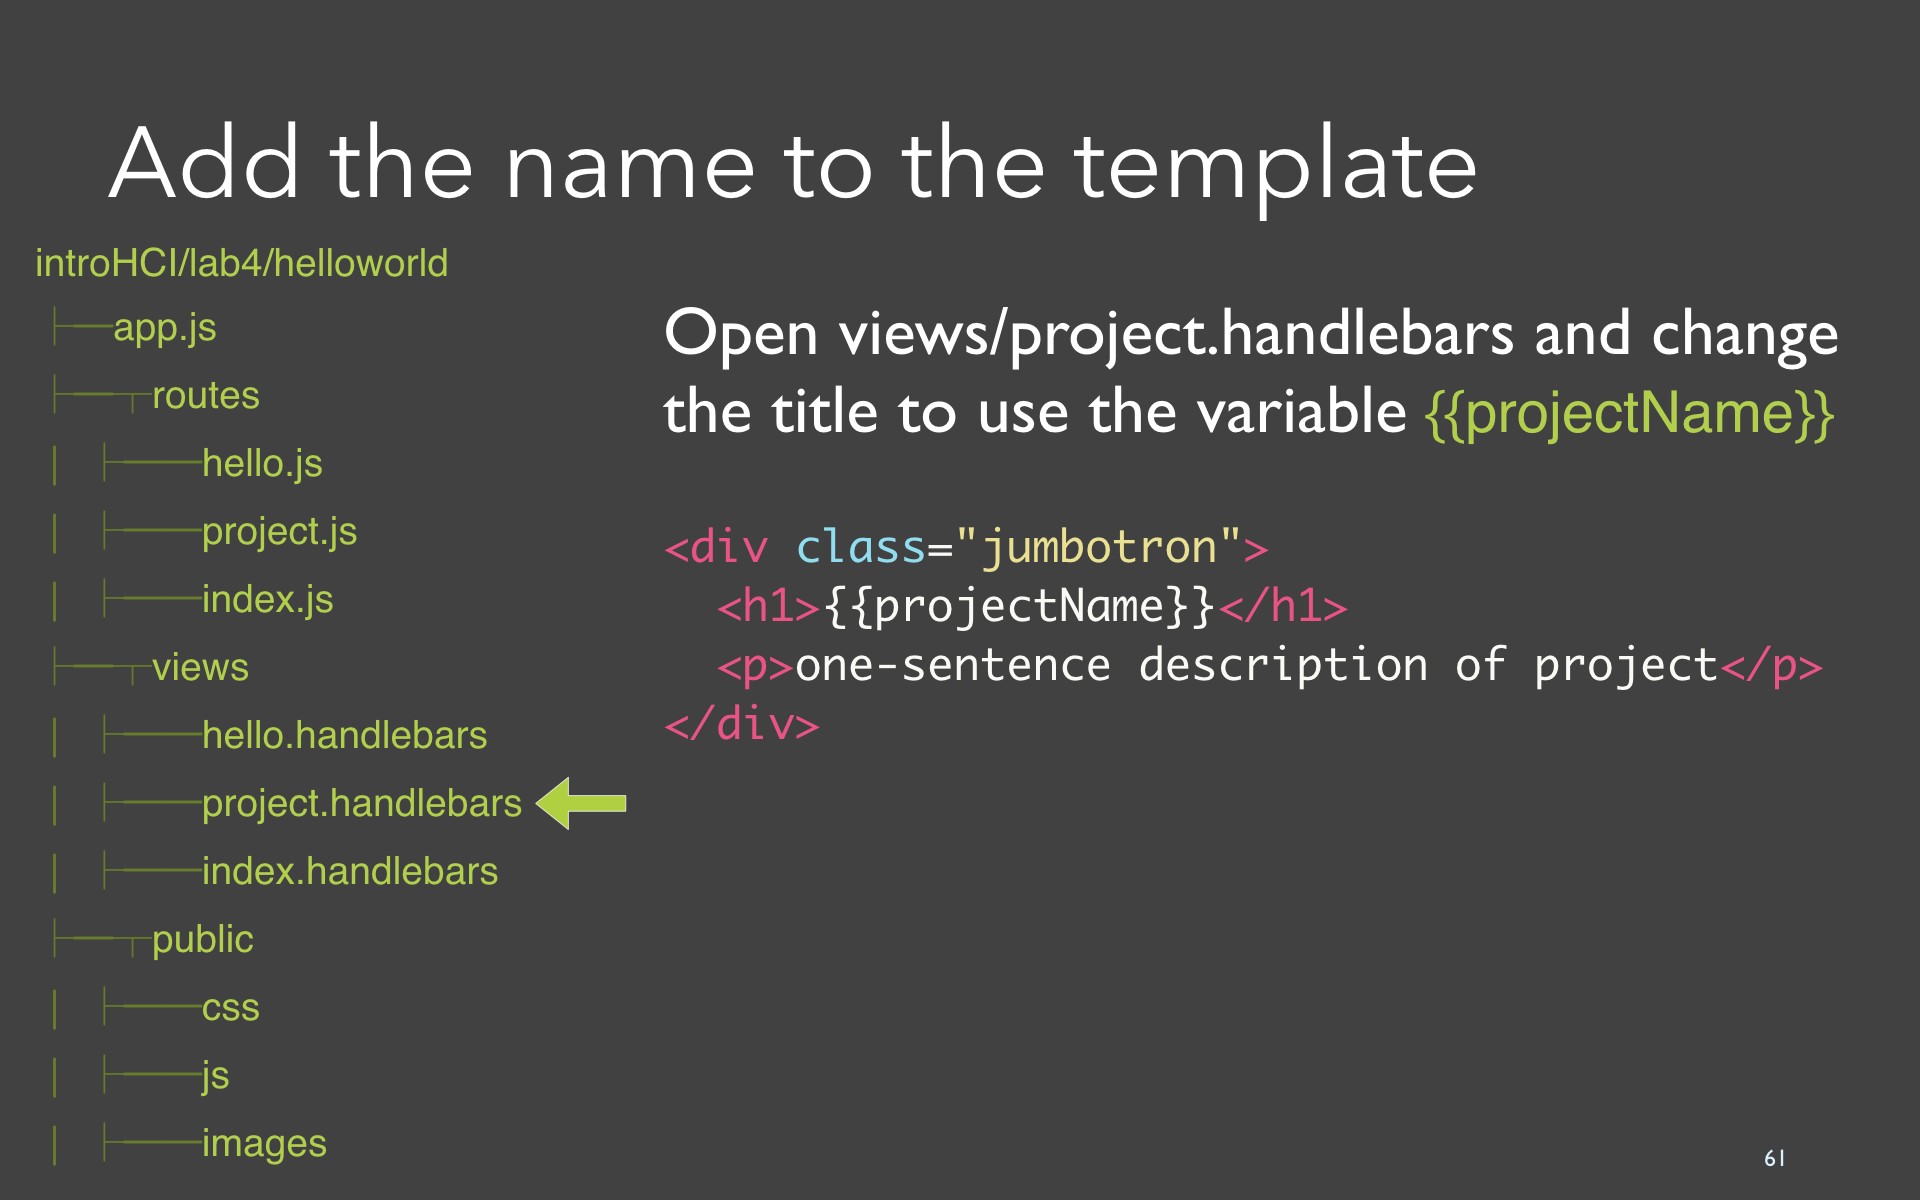 Add the name to the template
introHCI/lab4/helloworld
├──app.js
├──┬routes
│ ├────hello.js
│ ├────project.js
│ ├────index.js
├──┬views
│ ├────hello.handlebars
│ ├────project.handlebars
│ ├────index.handlebars
├──┬public
│ ├────css
│ ├────js
│ ├────images
Open views/project.handlebars and change
the title to use the variable {{projectName}}
<div class="jumbotron">
  <h1>{{projectName}}</h1>
  <p>one-sentence description of project</p>
</div>
61